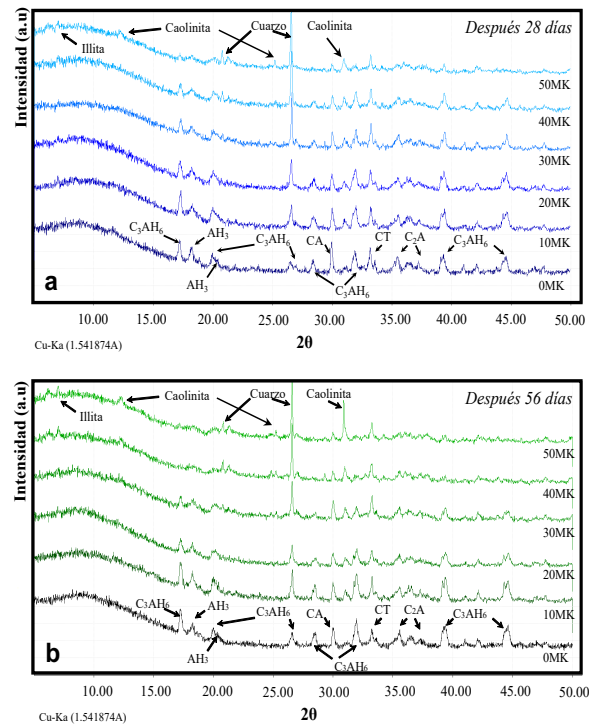 Intensidad (a.u)
Después 28 días
Caolinita
Cuarzo
Caolinita
Illita
50MK
40MK
30MK
20MK
10MK
C3AH6
AH3
C3AH6
CA
CT
C2A
C3AH6
AH3
C3AH6
0MK
a
10.00 15.00 20.00 25.00 30.00 35.00 40.00 45.00 50.00
Cu-Ka (1.541874A)
2θ
Intensidad (a.u)
Después 56 días
Caolinita
Cuarzo
Caolinita
Illita
50MK
40MK
30MK
20MK
10MK
C3AH6
AH3
C3AH6
CA
CT
C2A
C3AH6
AH3
C3AH6
0MK
b
10.00 15.00 20.00 25.00 30.00 35.00 40.00 45.00 50.00
Cu-Ka (1.541874A)
2θ